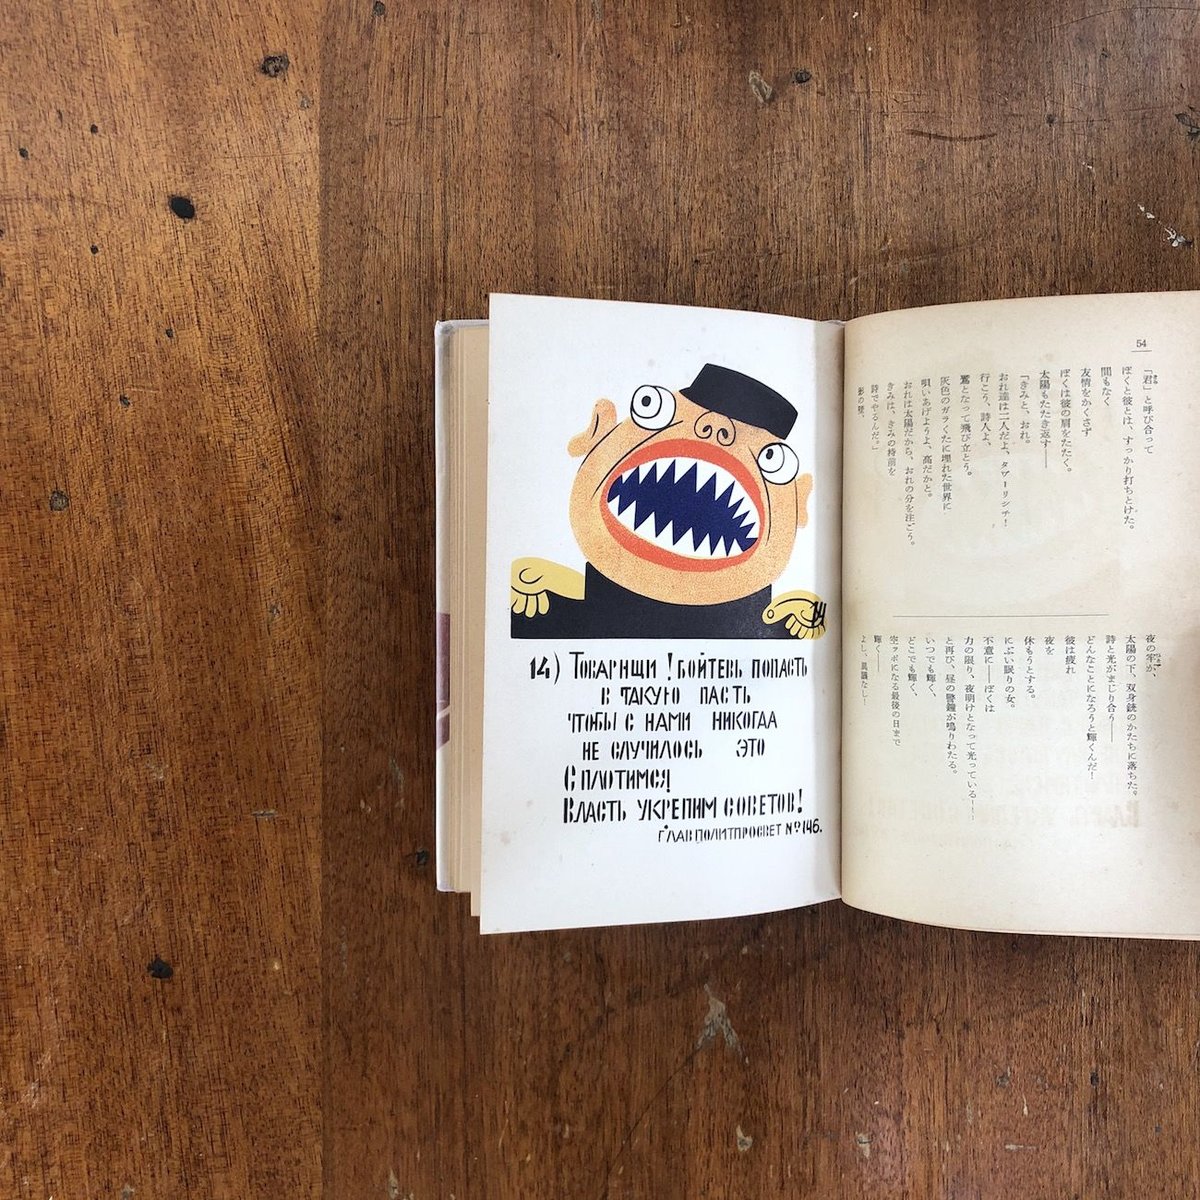 14) ТОВАРИЩИ! БОЙТЕСЬ ПОПАСТЬ
В ТАКУЮ ПАСТЬ
ЧТОБЫ С НАМИ НИКОГДА
НЕ СЛУЧИЛОСЬ ЭТО
СПЛОТИМСЯ!
ВЛАСТЬ УКРЕПИМ СОВЕТОВ!
ГЛАВПОЛИТПРОСВЕТ №146.
54
「君」と呼び合って
ぼくと彼とは、すっかり打ちとけた。
間もなく
友情をかくさず
ぼくは彼の肩をたたく。
太陽もたたき返す――
「きみと、おれ。
おれ達は二人だよ、タワーリシチ!
行こう、詩人よ、
鷲となって飛び立とう。
灰色のガラくたに埋れた世界に
唄いあげようよ、高だかと。
おれは太陽だから、おれの分を注ごう。
きみは、きみの持前を
詩でやるんだ。」
影の壁、
夜の牢が、
太陽の下、双身銃のかたちに落ちた。
詩と光がまじり合う――
どんなことになろうと輝くんだ!
彼は疲れ
夜を
休もうとする。
にぶい眠りの女。
不意に――ぼくは
力の限り、夜明けとなって光っている――
と再び、昼の警鐘が鳴りわたる。
いつでも輝く、
どこでも輝く、
空ッポになる最後の日まで
輝く――
よし、異議なし!